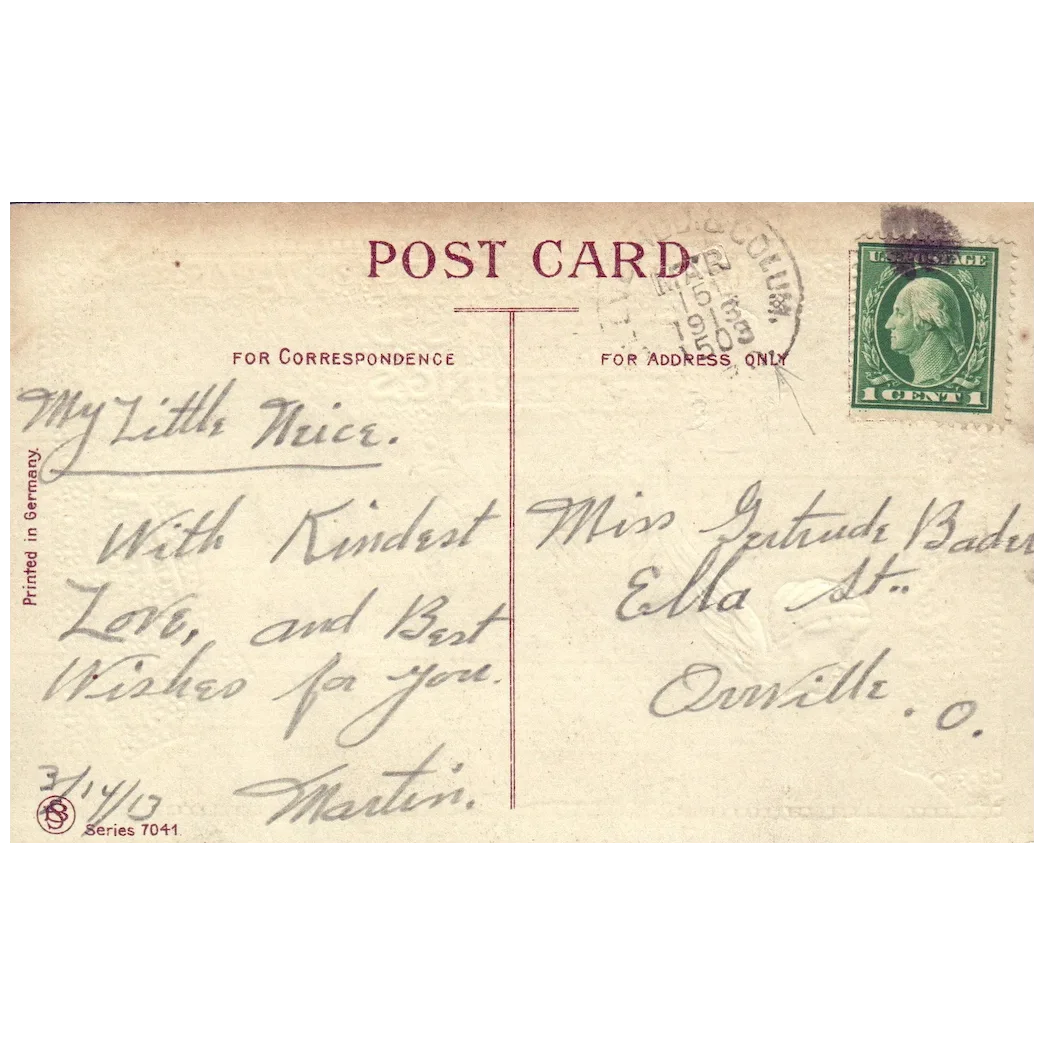 POST CARD
FOR CORRESPONDENCE
FOR ADDRESS ONLY
& COLUM.
MAR
15
U.S. POSTAGE
1 CENT 1
My Little Neice.
With Kindest
Love, and Best
Wishes for you.
Martin.
3/14/13
Miss Gertrude Bader
Ella St.
Orrville. O.
Printed in Germany.
Series 7041